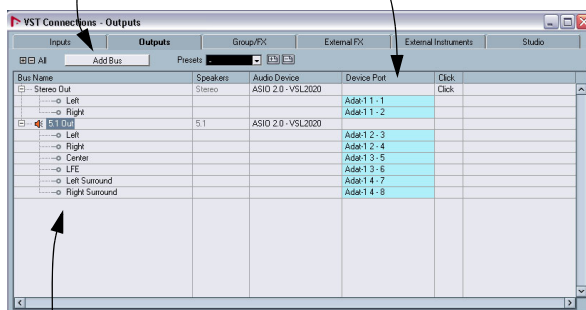 VST Connections - Outputs
Inputs Outputs Group/FX External FX External Instruments Studio
All Add Bus Presets -
Bus Name Speakers Audio Device Device Port Click
Stereo Out Stereo ASIO 2.0 - VSL2020 Click
Left Adat-1 1 - 1
Right Adat-1 1 - 2
5.1 Out 5.1 ASIO 2.0 - VSL2020
Left Adat-1 2 - 3
Right Adat-1 2 - 4
Center Adat-1 3 - 5
LFE Adat-1 3 - 6
Left Surround Adat-1 4 - 7
Right Surround Adat-1 4 - 8